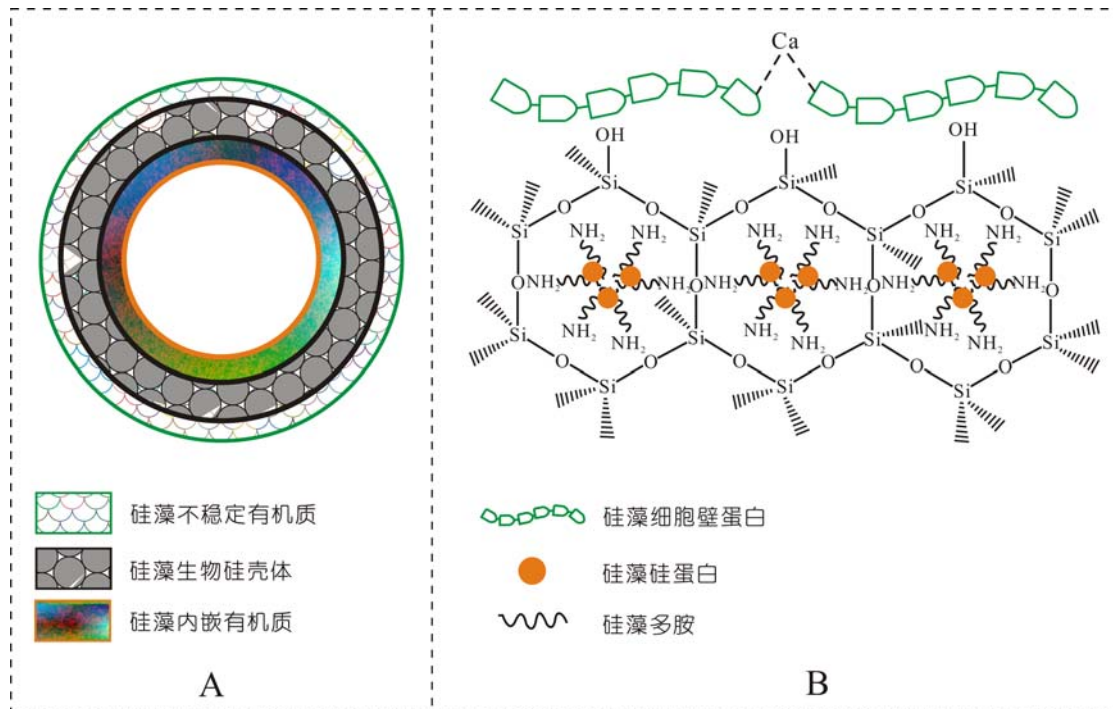 硅藻不稳定有机质
硅藻生物硅壳体
硅藻内嵌有机质
A
Ca
OH
OH
OH
Si Si Si
O O O O O O
Si Si Si Si
NH₂ NH₂ NH₂ NH₂ NH₂ NH₂
NH₂ NH₂ NH₂ NH₂ NH₂ NH₂
O O O O
NH₂ NH₂ NH₂ NH₂ NH₂ NH₂
Si Si Si Si
O O O O O O
Si Si Si
硅藻细胞壁蛋白
硅藻硅蛋白
硅藻多胺
B